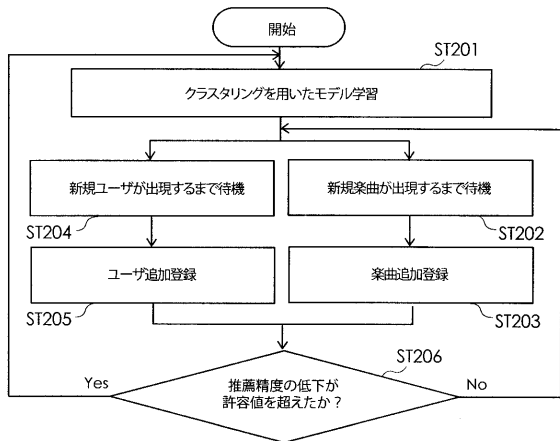 開始
ST201
クラスタリングを用いたモデル学習
新規ユーザが出現するまで待機
新規楽曲が出現するまで待機
ST204
ST202
ユーザ追加登録
楽曲追加登録
ST205
ST203
ST206
Yes
推薦精度の低下が
許容値を超えたか？
No